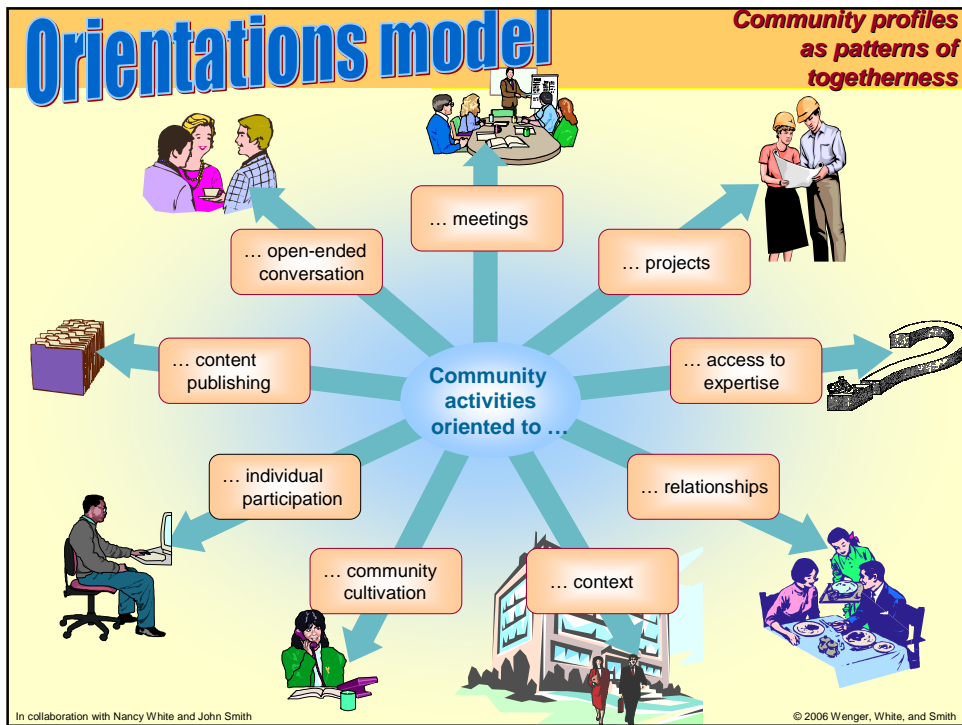 Orientations model
Community profiles
as patterns of
togetherness
… meetings
… open-ended
conversation
… projects
… content
publishing
… access to
expertise
Community
activities
oriented to …
… individual
participation
… relationships
… community
cultivation
… context
In collaboration with Nancy White and John Smith
© 2006 Wenger, White, and Smith